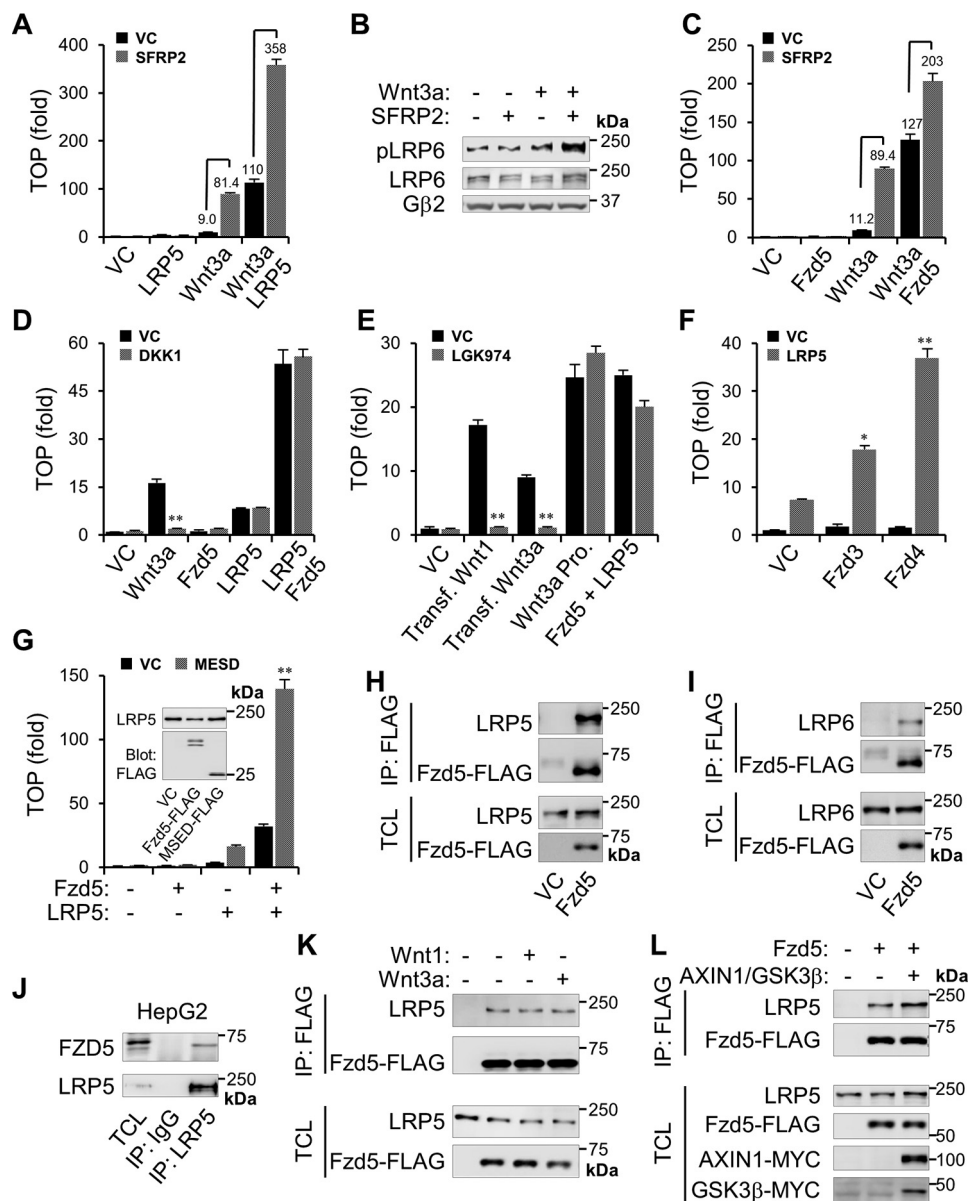 A
VC
SFRP2
TOP (fold)
400
300
200
100
0
9.0
81.4
110
358
VC
LRP5
Wnt3a
Wnt3a
LRP5
B
Wnt3a: - - + +
SFRP2: - + - + kDa
pLRP6 250
LRP6 250
Gβ2 37
C
VC
SFRP2
TOP (fold)
250
200
150
100
50
0
11.2
89.4
127
203
VC
Fzd5
Wnt3a
Wnt3a
Fzd5
D
VC
DKK1
TOP (fold)
60
45
30
15
0
**
VC
Wnt3a
Fzd5
LRP5
LRP5
Fzd5
E
VC
LGK974
TOP (fold)
30
20
10
0
**
**
VC
Transf. Wnt1
Transf. Wnt3a
Wnt3a Pro.
Fzd5 + LRP5
F
VC
LRP5
TOP (fold)
60
40
20
0
*
**
VC
Fzd3
Fzd4
G
VC MESD
TOP (fold)
150
100
50
0
**
kDa
LRP5 250
Blot:
FLAG
25
VC
Fzd5-FLAG
MSED-FLAG
Fzd5: - + - +
LRP5: - - + +
H
IP: FLAG
LRP5 250
75
Fzd5-FLAG
TCL
LRP5 250
75
Fzd5-FLAG kDa
VC
Fzd5
I
IP: FLAG
LRP6 250
75
Fzd5-FLAG
TCL
LRP6 250
75
Fzd5-FLAG kDa
VC
Fzd5
J
HepG2
FZD5 75
LRP5 250
kDa
TCL
IP: IgG
IP: LRP5
K
Wnt1: - - + -
Wnt3a: - - - +
IP: FLAG
LRP5 250
75
Fzd5-FLAG
TCL
LRP5 250
75
Fzd5-FLAG kDa
L
Fzd5: - + +
AXIN1/GSK3β: - - + kDa
IP: FLAG
LRP5 250
75
Fzd5-FLAG
TCL
LRP5 250
Fzd5-FLAG
50
AXIN1-MYC 100
GSK3β-MYC 50